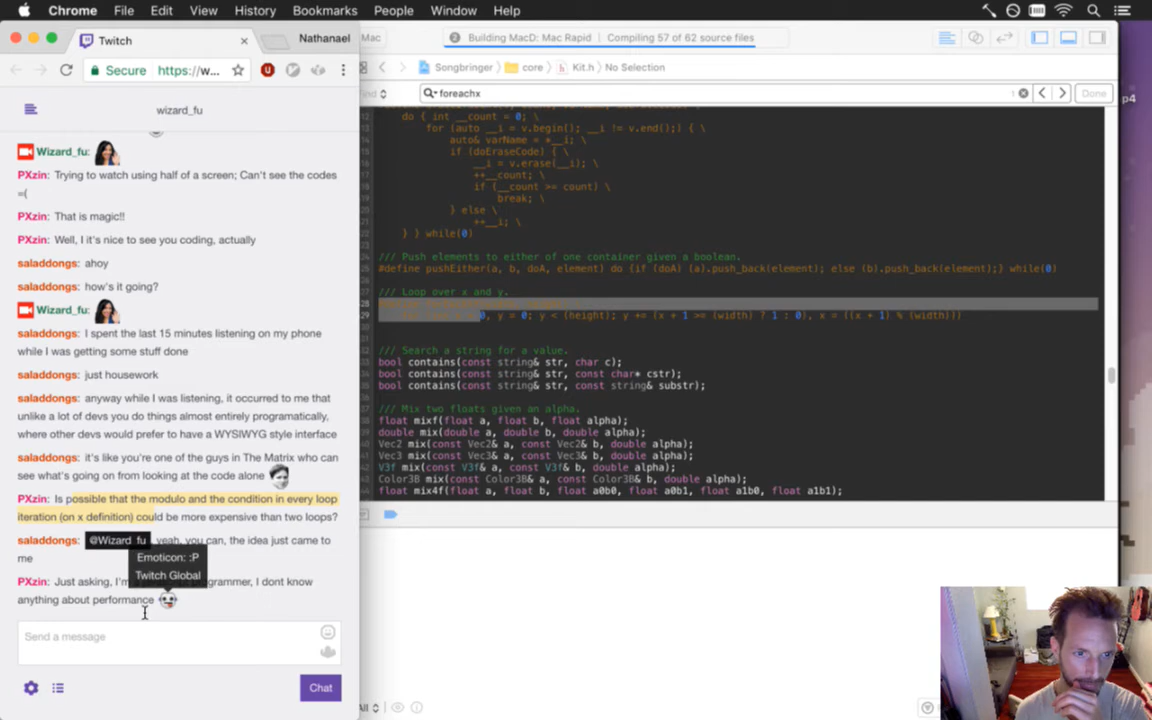 Chrome File Edit View History Bookmarks People Window Help
Twitch
Nathanael
Mac
2 Building MacD: Mac Rapid | Compiling 57 of 62 source files
Secure https://w...
Songbringer core Kit.h No Selection
foreachx
1
Done
p4
wizard_fu
Wizard_fu:
PXzin: Trying to watch using half of a screen; Can't see the codes
=(
PXzin: That is magic!!
PXzin: Well, I it's nice to see you coding, actually
saladdongs: ahoy
saladdongs: how's it going?
Wizard_fu:
saladdongs: I spent the last 15 minutes listening on my phone
while I was getting some stuff done
saladdongs: just housework
saladdongs: anyway while I was listening, it occurred to me that
unlike a lot of devs you do things almost entirely programatically,
where other devs would prefer to have a WYSIWYG style interface
saladdongs: it's like you're one of the guys in The Matrix who can
see what's going on from looking at the code alone
PXzin: Is possible that the modulo and the condition in every loop
iteration (on x definition) could be more expensive than two loops?
saladdongs: @Wizard_fu yeah, you can, the idea just came to
me
Emoticon: :P
Twitch Global
PXzin: Just asking, I'm rogrammer, I dont know
anything about performance
Send a message
Chat
do { int __count = 0; \
for (auto __i = v.begin(); __i != v.end();) { \
auto& varName = *__i; \
if (doEraseCode) { \
__i = v.erase(__i); \
++__count; \
if (__count >= count) \
break; \
} else \
++__i; \
} } while(0)
/// Push elements to either of one container given a boolean.
#define pushEither(a, b, doA, element) do {if (doA) (a).push_back(element); else (b).push_back(element);} while(0)
/// Loop over x and y.
0, y = 0; y < (height); y += (x + 1 >= (width) ? 1 : 0), x = ((x + 1) % (width)))
/// Search a string for a value.
bool contains(const string& str, char c);
bool contains(const string& str, const char* cstr);
bool contains(const string& str, const string& substr);
/// Mix two floats given an alpha.
float mixf(float a, float b, float alpha);
double mix(double a, double b, double alpha);
Vec2 mix(const Vec2& a, const Vec2& b, double alpha);
Vec3 mix(const Vec3& a, const Vec3& b, double alpha);
V3f mix(const V3f& a, const V3f& b, double alpha);
Color3B mix(const Color3B& a, const Color3B& b, double alpha);
float mix4f(float a, float b, float a0b0, float a0b1, float a1b0, float a1b1);
All